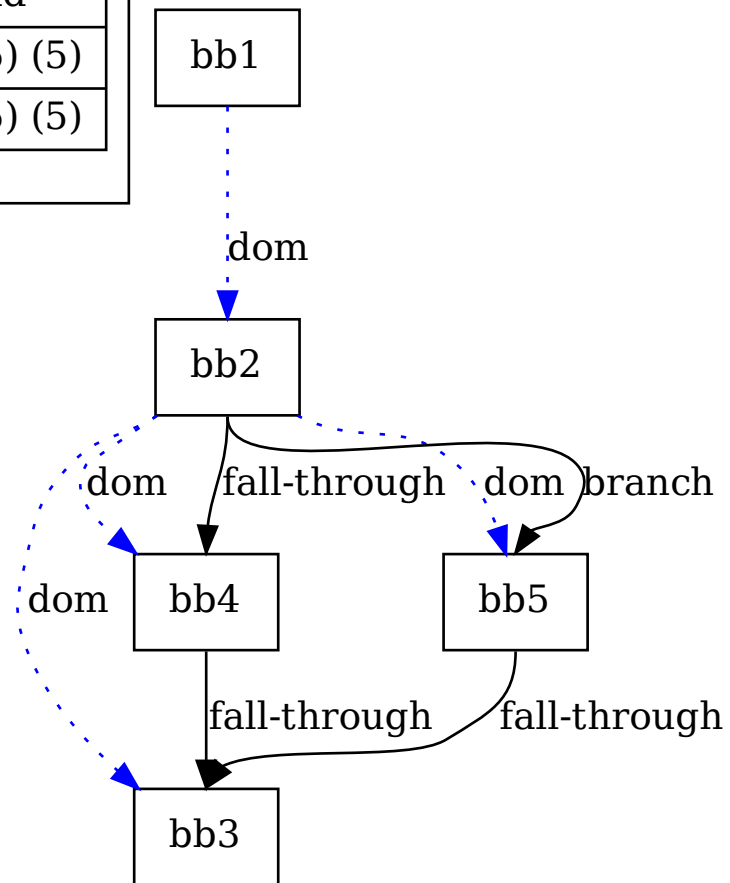 bb1
) (5)
) (5)
dom
bb2
dom
fall-through
dom
branch
dom
bb4
bb5
fall-through
fall-through
bb3